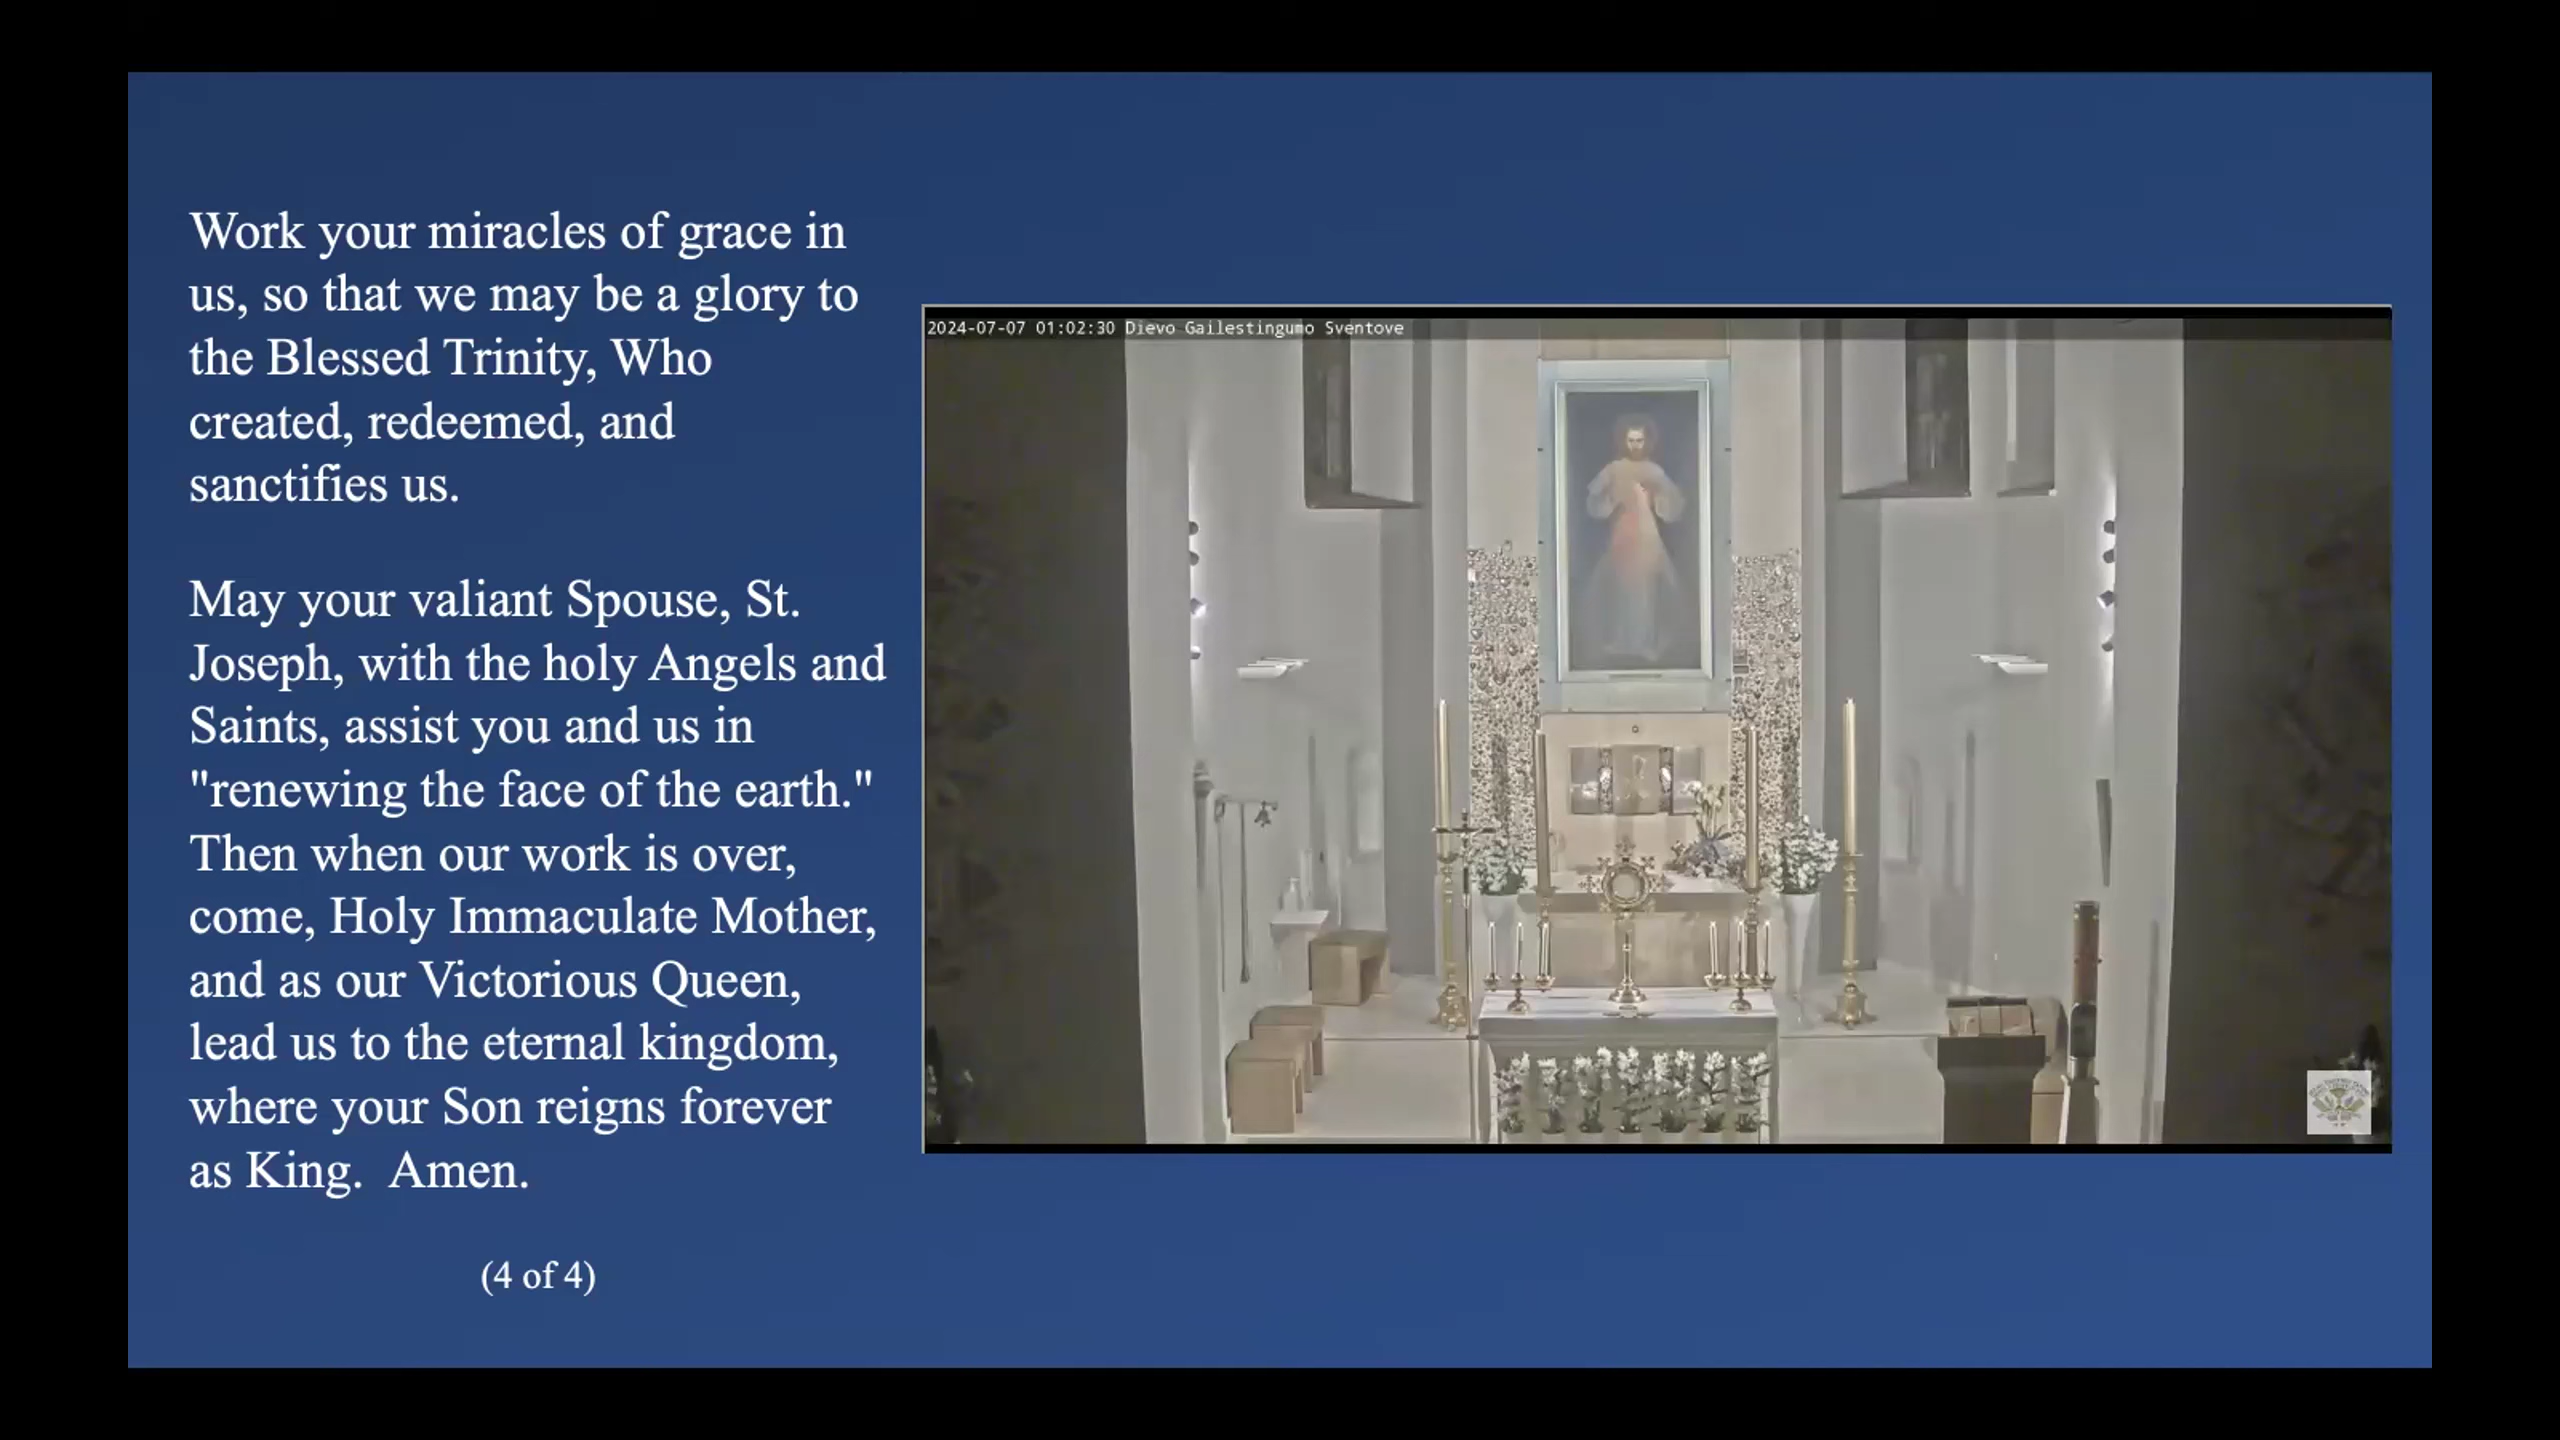 Work your miracles of grace in
us, so that we may be a glory to
the Blessed Trinity, Who
created, redeemed, and
sanctifies us.
May your valiant Spouse, St.
Joseph, with the holy Angels and
Saints, assist you and us in
"renewing the face of the earth."
Then when our work is over,
come, Holy Immaculate Mother,
and as our Victorious Queen,
lead us to the eternal kingdom,
where your Son reigns forever
as King.  Amen.
(4 of 4)
2024-07-07 01:02:30 Dievo Gailestingumo Sventove